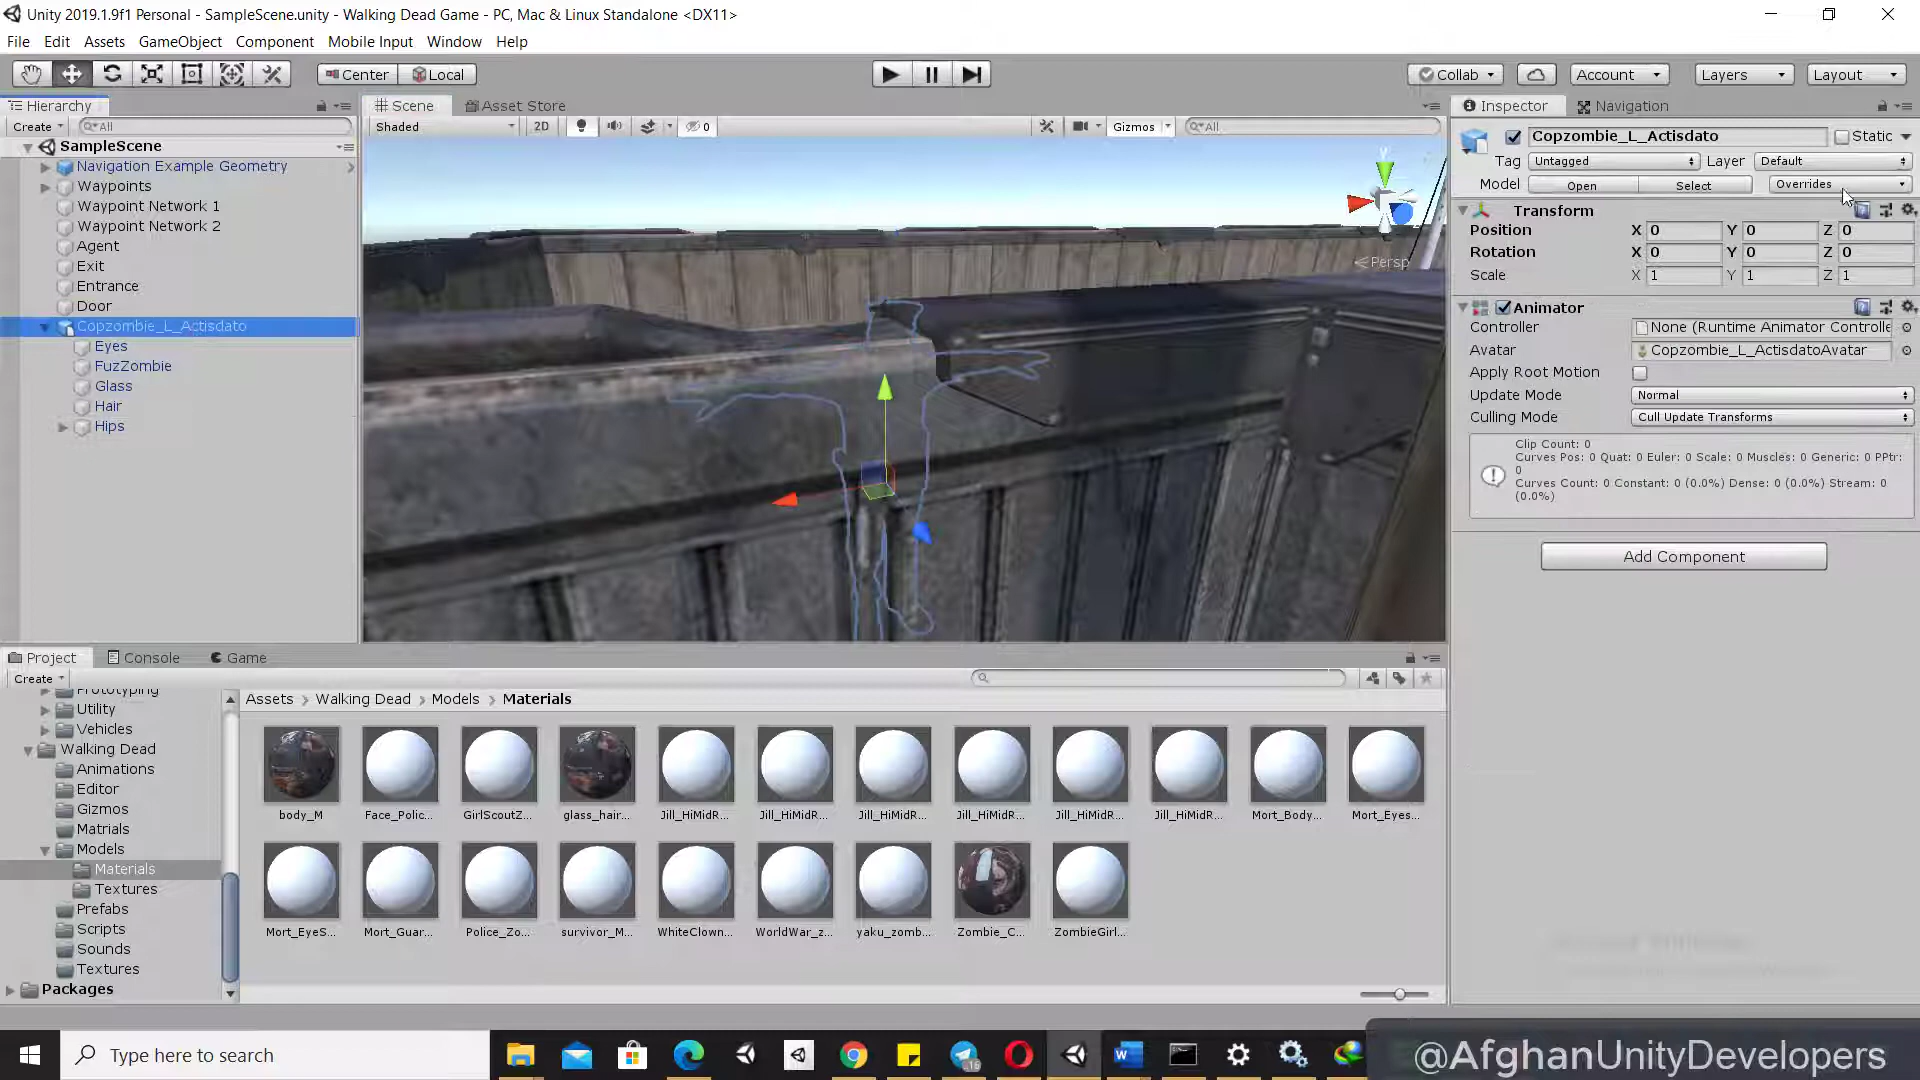 Unity 2019.1.9f1 Personal - SampleScene.unity - Walking Dead Game - PC, Mac & Linux Standalone <DX11>
File Edit Assets GameObject Component Mobile Input Window Help
Center Local Collab Account Layers Layout
Hierarchy
Create All
SampleScene
Navigation Example Geometry
Waypoints
Waypoint Network 1
Waypoint Network 2
Agent
Exit
Entrance
Door
Copzombie_L_Actisdato
Eyes
FuzZombie
Glass
Hair
Hips
Scene Asset Store
Shaded 2D 0 Gizmos All
y
Persp
Inspector Navigation
Copzombie_L_Actisdato Static
Tag Untagged Layer Default
Model Open Select Overrides
Transform
Position X 0 Y 0 Z 0
Rotation X 0 Y 0 Z 0
Scale X 1 Y 1 Z 1
Animator
Controller None (Runtime Animator Controlle
Avatar Copzombie_L_ActisdatoAvatar
Apply Root Motion
Update Mode Normal
Culling Mode Cull Update Transforms
Clip Count: 0
Curves Pos: 0 Quat: 0 Euler: 0 Scale: 0 Muscles: 0 Generic: 0 PPtr:
0
Curves Count: 0 Constant: 0 (0.0%) Dense: 0 (0.0%) Stream: 0
(0.0%)
Add Component
Project Console Game
Create
Prototyping
Utility
Vehicles
Walking Dead
Animations
Editor
Gizmos
Matrials
Models
Materials
Textures
Prefabs
Scripts
Sounds
Textures
Packages
Assets > Walking Dead > Models > Materials
body_M Face_Polic... GirlScoutZ... glass_hair... Jill_HiMidR... Jill_HiMidR... Jill_HiMidR... Jill_HiMidR... Jill_HiMidR... Jill_HiMidR... Mort_Body... Mort_Eyes...
Mort_EyeS... Mort_Guar... Police_Zo... survivor_M... WhiteClown... WorldWar_z... yaku_zomb... Zombie_C... ZombieGirl...
Type here to search
16
@AfghanUnityDevelopers